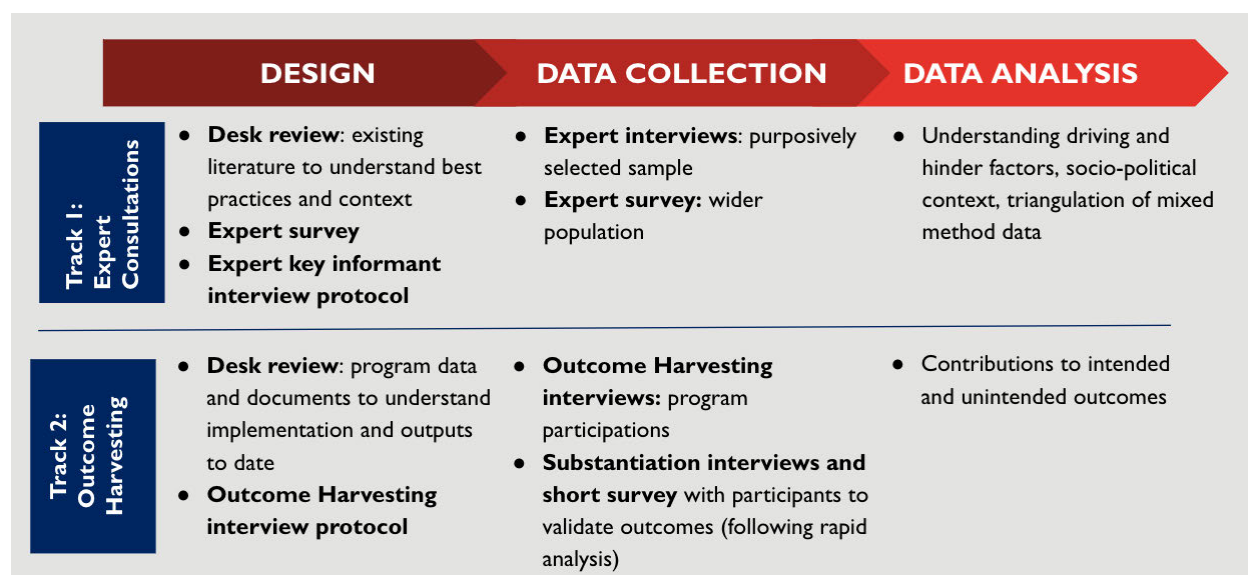 DESIGN
DATA COLLECTION
DATA ANALYSIS
Track 1:
Expert
Consultations
● Desk review: existing
literature to understand best
practices and context
● Expert survey
● Expert key informant
interview protocol
● Expert interviews: purposively
selected sample
● Expert survey: wider
population
● Understanding driving and
hinder factors, socio-political
context, triangulation of mixed
method data
Track 2:
Outcome
Harvesting
● Desk review: program data
and documents to understand
implementation and outputs
to date
● Outcome Harvesting
interview protocol
● Outcome Harvesting
interviews: program
participations
● Substantiation interviews and
short survey with participants to
validate outcomes (following rapid
analysis)
● Contributions to intended
and unintended outcomes